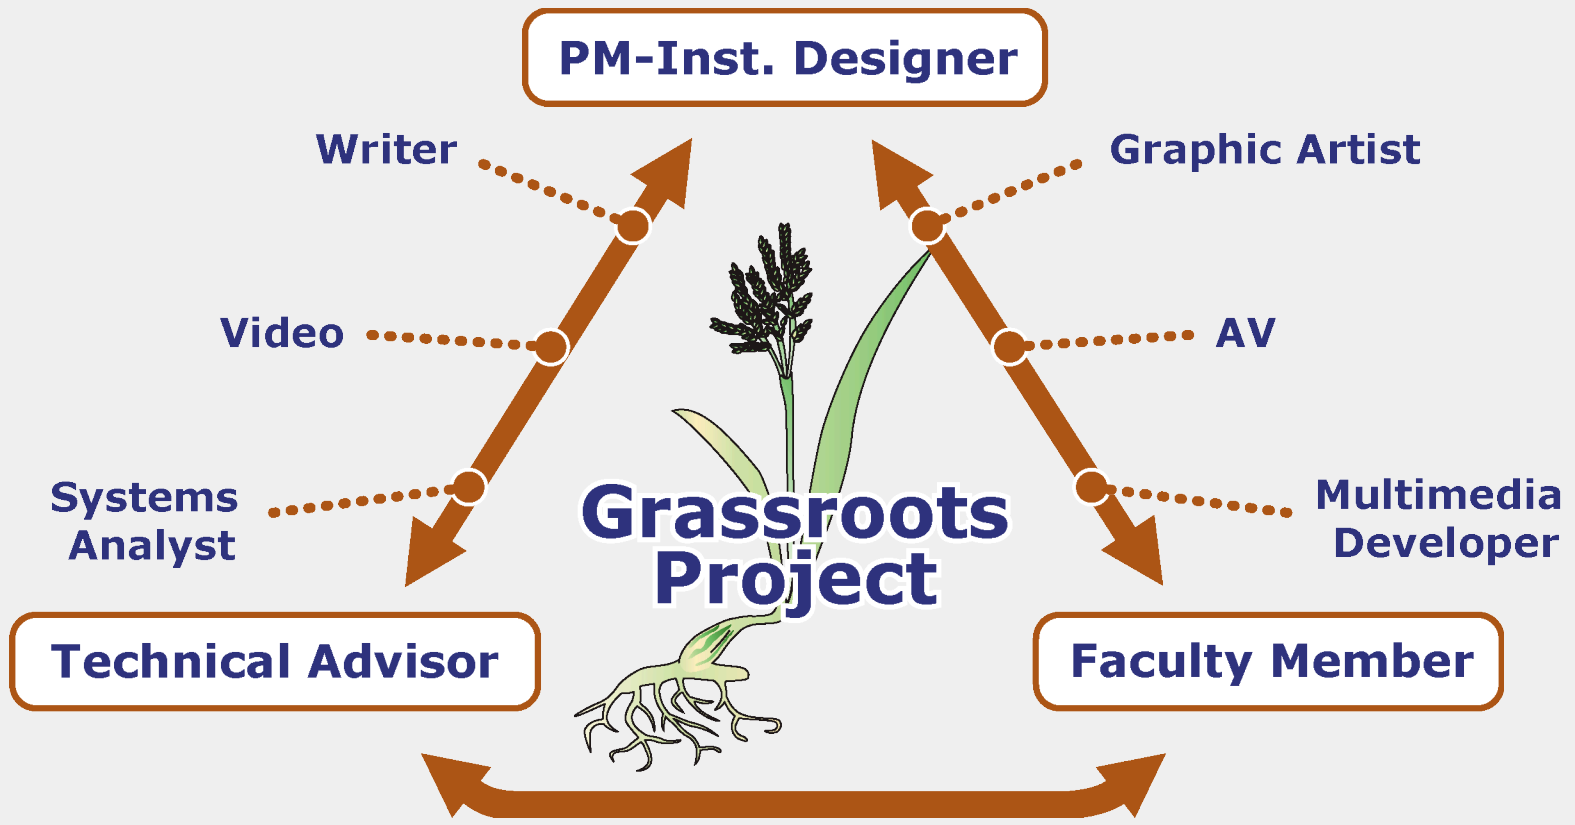 PM-Inst. Designer
Writer
Graphic Artist
Video
AV
Systems
Analyst
Grassroots
Project
Multimedia
Developer
Technical Advisor
Faculty Member